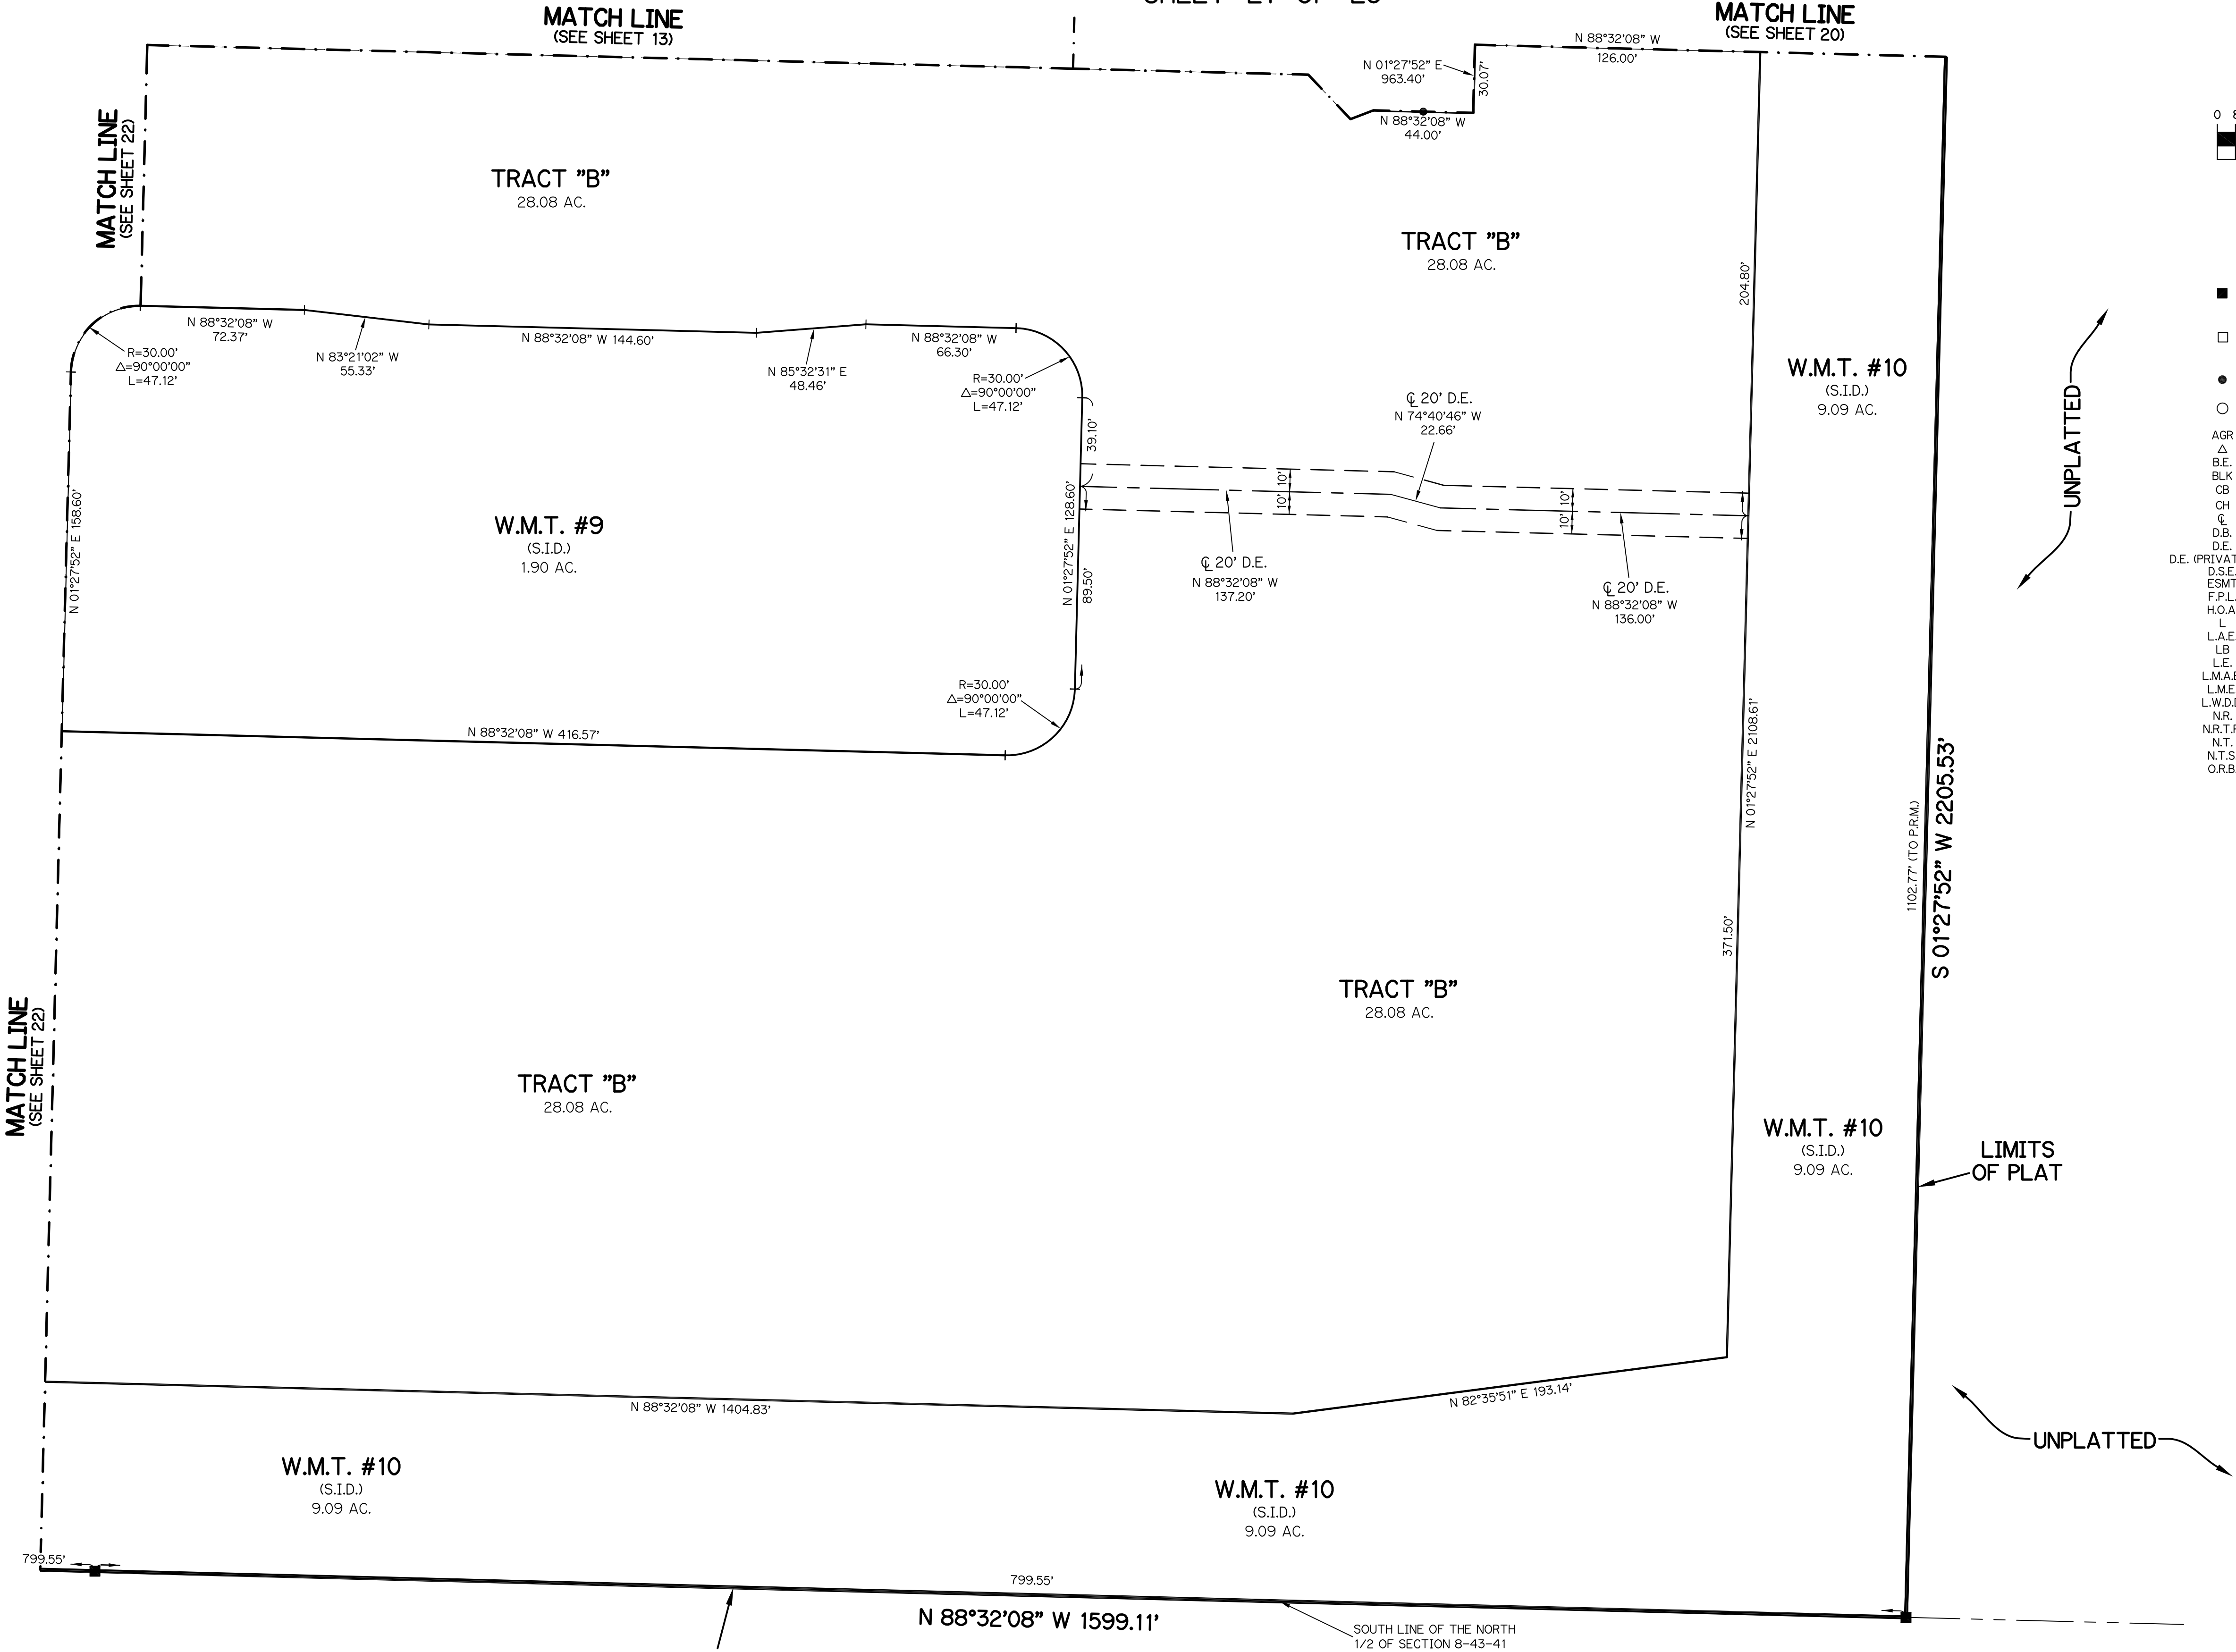 MATCH LINE
(SEE SHEET 13)
MATCH LINE
(SEE SHEET 20)
N 88°32'08" W
126.00'
N 01°27'52" E
963.40'
30.07'
N 88°32'08" W
44.00'
MATCH LINE
(SEE SHEET 22)
TRACT "B"
28.08 AC.
TRACT "B"
28.08 AC.
204.80'
N 88°32'08" W
72.37'
N 83°21'02" W
55.33'
N 88°32'08" W 144.60'
N 85°32'31" E
48.46'
N 88°32'08" W
66.30'
R=30.00'
△=90°00'00"
L=47.12'
R=30.00'
△=90°00'00"
L=47.12'
39.10'
W.M.T. #10
(S.I.D.)
9.09 AC.
UNPLATTED
℄ 20' D.E.
N 74°40'46" W
22.66'
10'
10'
10'
10'
N 01°27'52" E 158.60'
W.M.T. #9
(S.I.D.)
1.90 AC.
N 01°27'52" E 128.60'
89.50'
℄ 20' D.E.
N 88°32'08" W
137.20'
℄ 20' D.E.
N 88°32'08" W
136.00'
R=30.00'
△=90°00'00"
L=47.12'
N 88°32'08" W 416.57'
N 01°27'52" E 2108.61'
371.50'
1102.77' (TO P.R.M.)
S 01°27'52" W 2205.53'
TRACT "B"
28.08 AC.
TRACT "B"
28.08 AC.
MATCH LINE
(SEE SHEET 22)
W.M.T. #10
(S.I.D.)
9.09 AC.
LIMITS
OF PLAT
N 88°32'08" W 1404.83'
N 82°35'51" E 193.14'
UNPLATTED
W.M.T. #10
(S.I.D.)
9.09 AC.
W.M.T. #10
(S.I.D.)
9.09 AC.
799.55'
799.55'
N 88°32'08" W 1599.11'
SOUTH LINE OF THE NORTH
1/2 OF SECTION 8-43-41
0
AGR
△
B.E.
BLK
CB
CH
℄
D.B.
D.E.
D.E.
D.S.E.
ESMT
F.P.L.
H.O.A
L
L.A.E.
LB
L.E.
L.M.E
N.R.
N.T.
N.T.S
O.R.B.